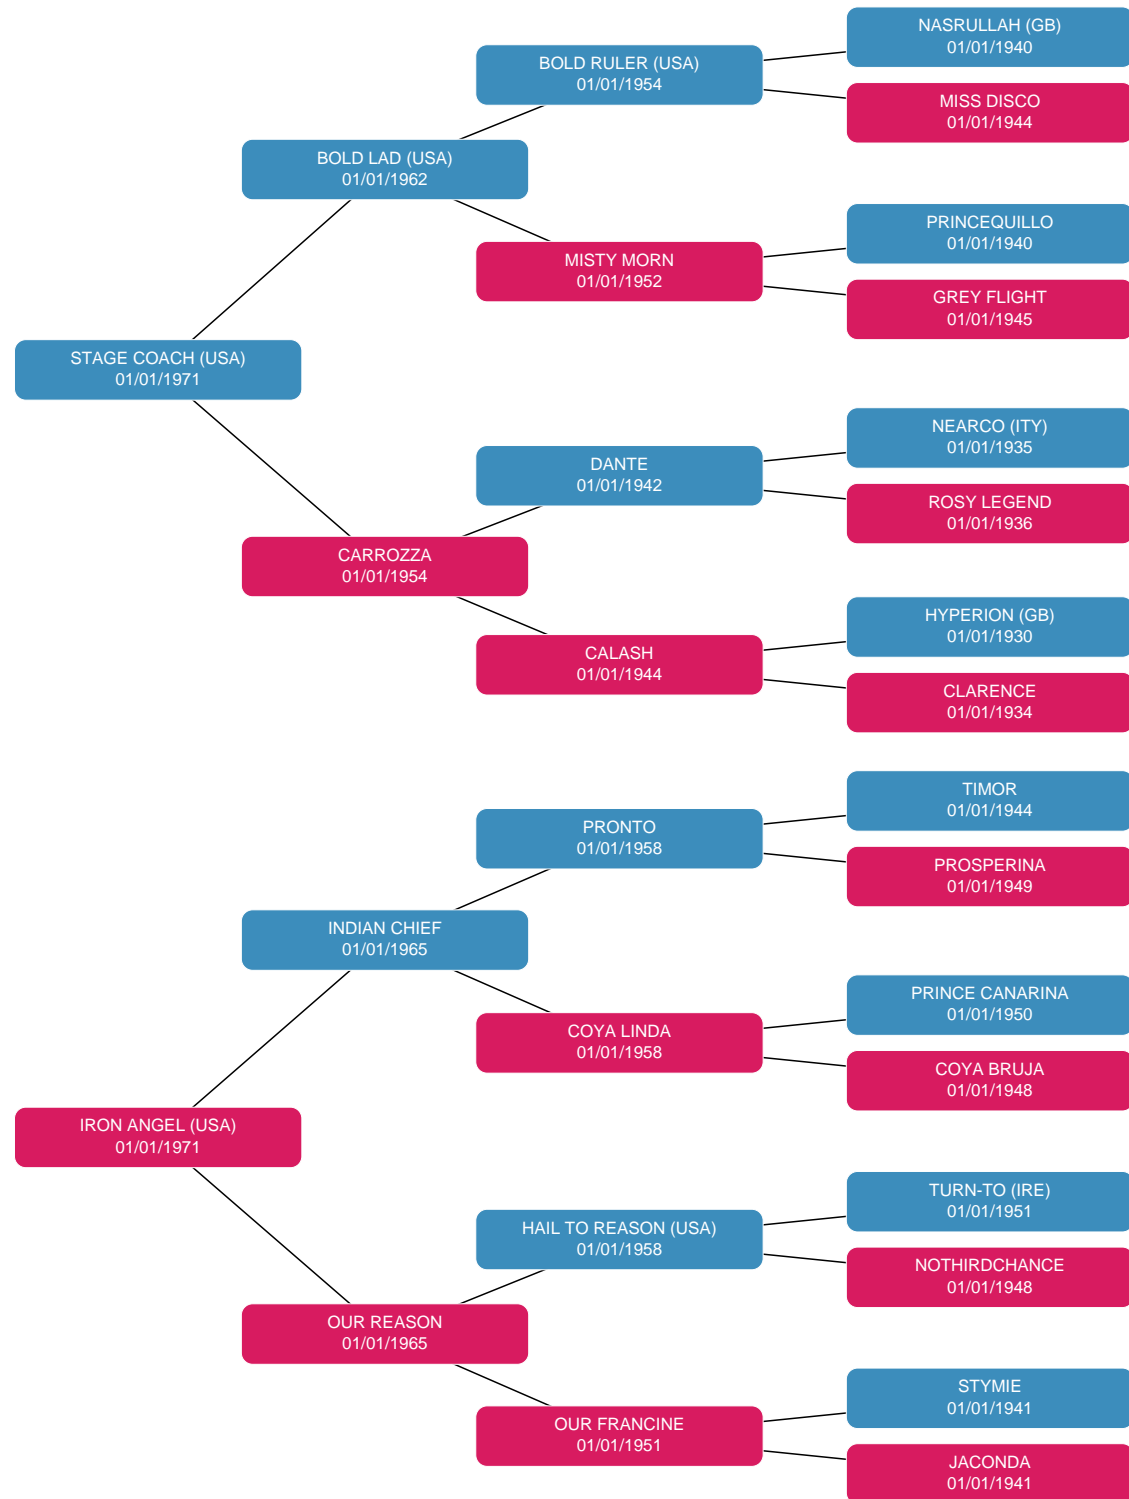 NASRULLAH (GB)
01/01/1940
BOLD RULER (USA)
01/01/1954
MISS DISCO
01/01/1944
BOLD LAD (USA)
01/01/1962
PRINCEQUILLO
01/01/1940
MISTY MORN
01/01/1952
GREY FLIGHT
01/01/1945
STAGE COACH (USA)
01/01/1971
NEARCO (ITY)
01/01/1935
DANTE
01/01/1942
ROSY LEGEND
01/01/1936
CARROZZA
01/01/1954
HYPERION (GB)
01/01/1930
CALASH
01/01/1944
CLARENCE
01/01/1934
TIMOR
01/01/1944
PRONTO
01/01/1958
PROSPERINA
01/01/1949
INDIAN CHIEF
01/01/1965
PRINCE CANARINA
01/01/1950
COYA LINDA
01/01/1958
COYA BRUJA
01/01/1948
IRON ANGEL (USA)
01/01/1971
TURN-TO (IRE)
01/01/1951
HAIL TO REASON (USA)
01/01/1958
NOTHIRDCHANCE
01/01/1948
OUR REASON
01/01/1965
STYMIE
01/01/1941
OUR FRANCINE
01/01/1951
JACONDA
01/01/1941